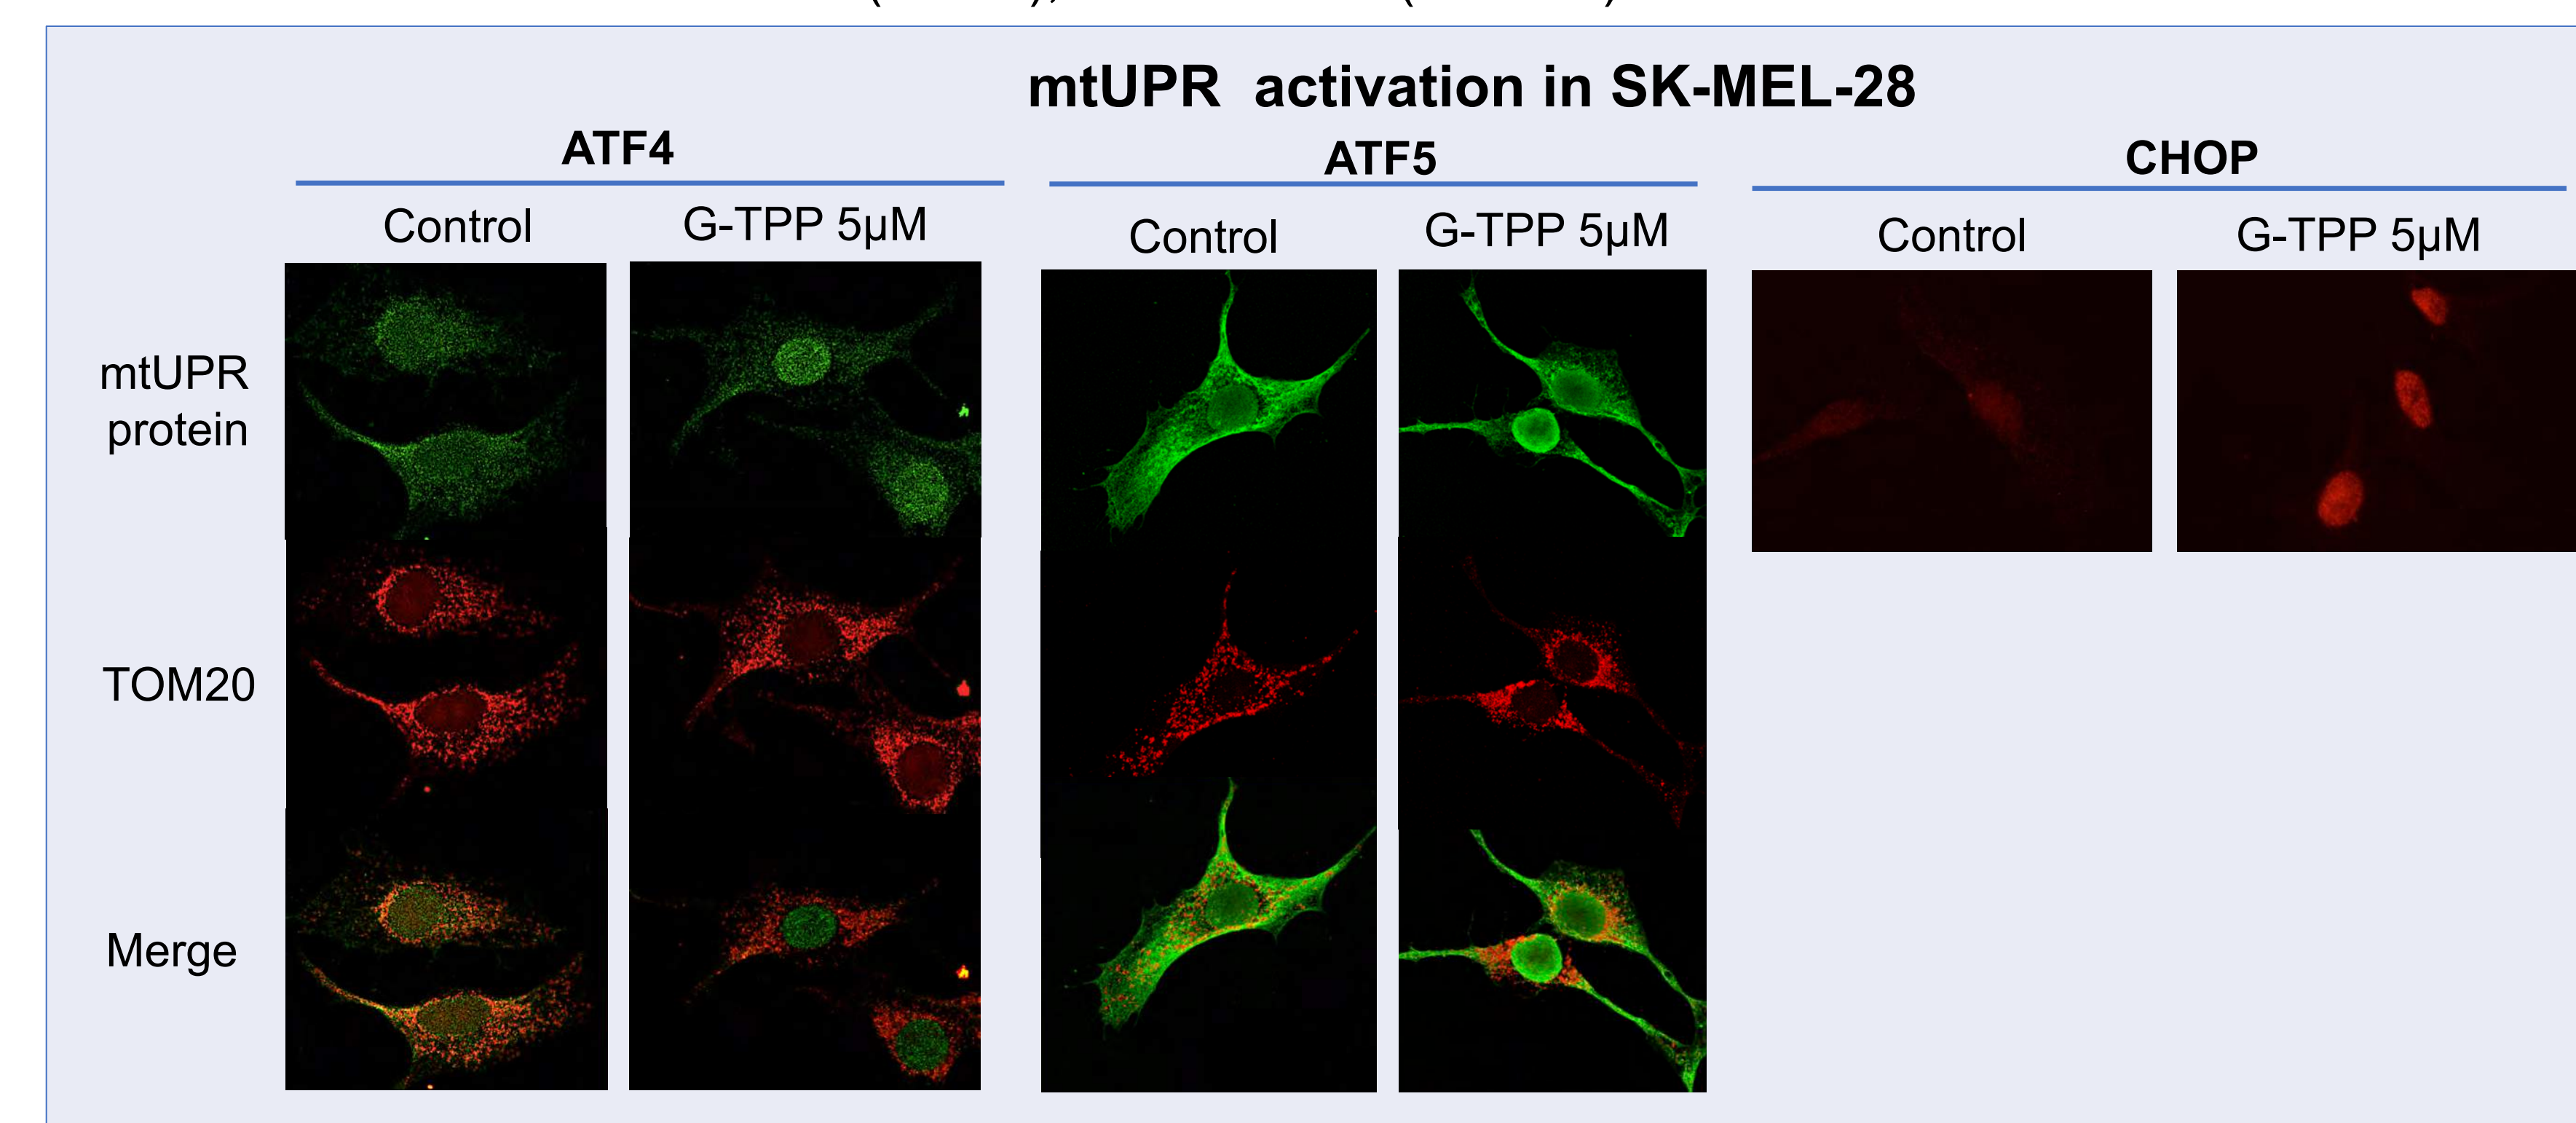 mtUPR activation in SK-MEL-28
ATF4
ATF5
CHOP
Control
G-TPP 5µM
Control
G-TPP 5µM
Control
G-TPP 5µM
mtUPR
protein
TOM20
Merge